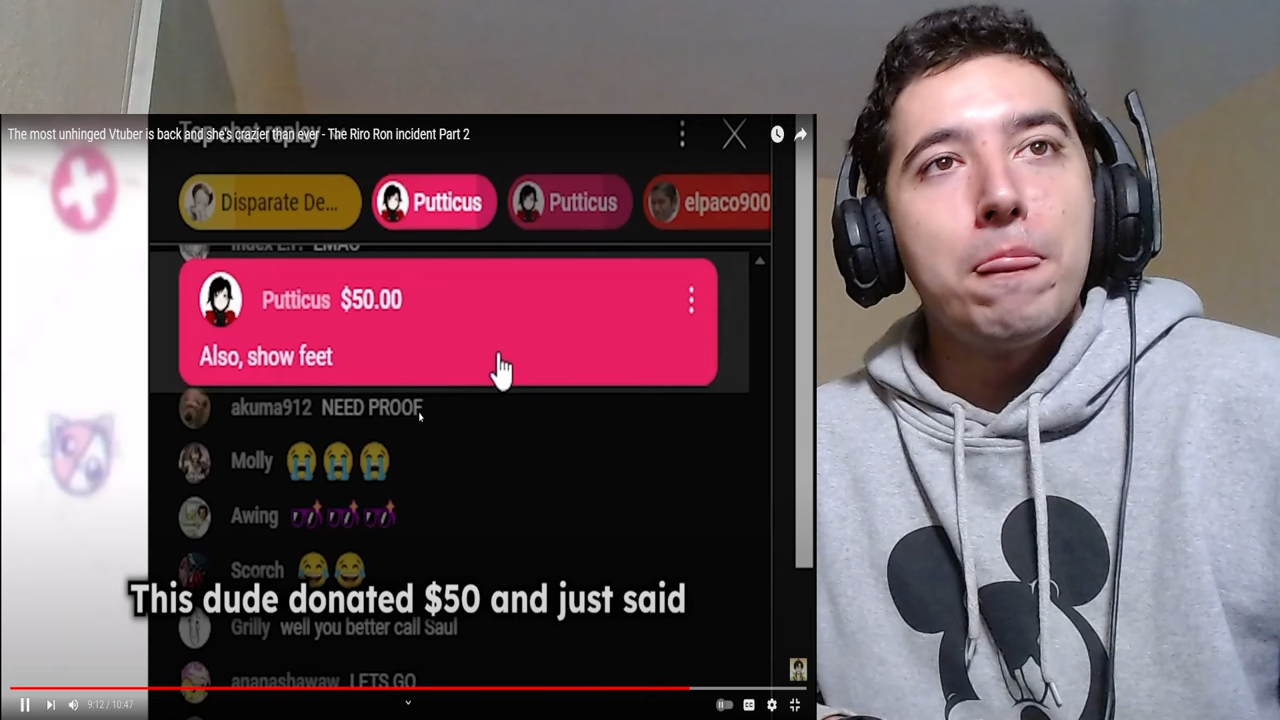 The most unhinged Vtuber is back and she's crazier than ever - The Riro Ron incident Part 2
Top chat replay
Disparate De...
Putticus
Putticus
elpaco900
Index E.I. LMAO
Putticus $50.00
Also, show feet
akuma912 NEED PROOF
Molly 😭😭😭
Awing
Scorch 😂😂
This dude donated $50 and just said
Grilly well you better call Saul
ananashawaw LETS GO
9:12 / 10:47